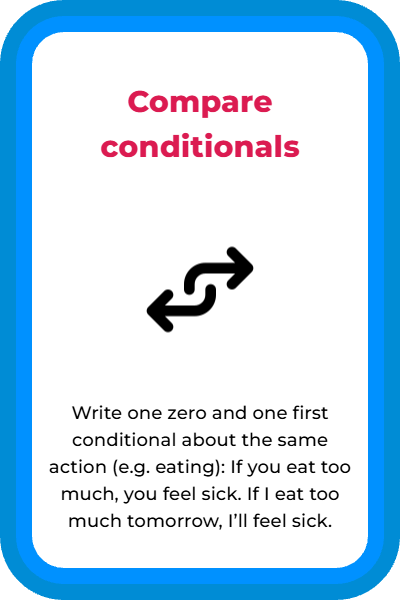 Compare
conditionals
Write one zero and one first
conditional about the same
action (e.g. eating): If you eat too
much, you feel sick. If I eat too
much tomorrow, I’ll feel sick.